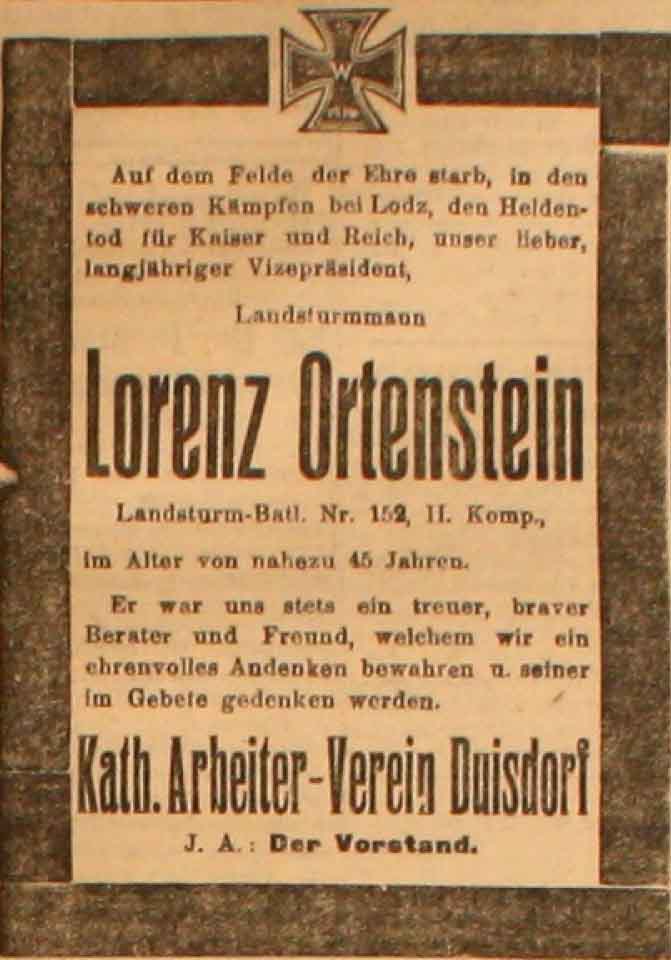 W
Auf dem Felde der Ehre starb, in den
schweren Kämpfen bei Lodz, den Helden-
tod für Kaiser und Reich, unser lieber,
langjähriger Vizepräsident,
Landsturmmann
Lorenz Ortenstein
Landsturm-Batl. Nr. 152, II. Komp.,
im Alter von nahezu 45 Jahren.
Er war uns stets ein treuer, braver
Berater und Freund, welchem wir ein
ehrenvolles Andenken bewahren u. seiner
im Gebete gedenken werden.
Kath. Arbeiter-Verein Duisdorf
J. A.: Der Vorstand.